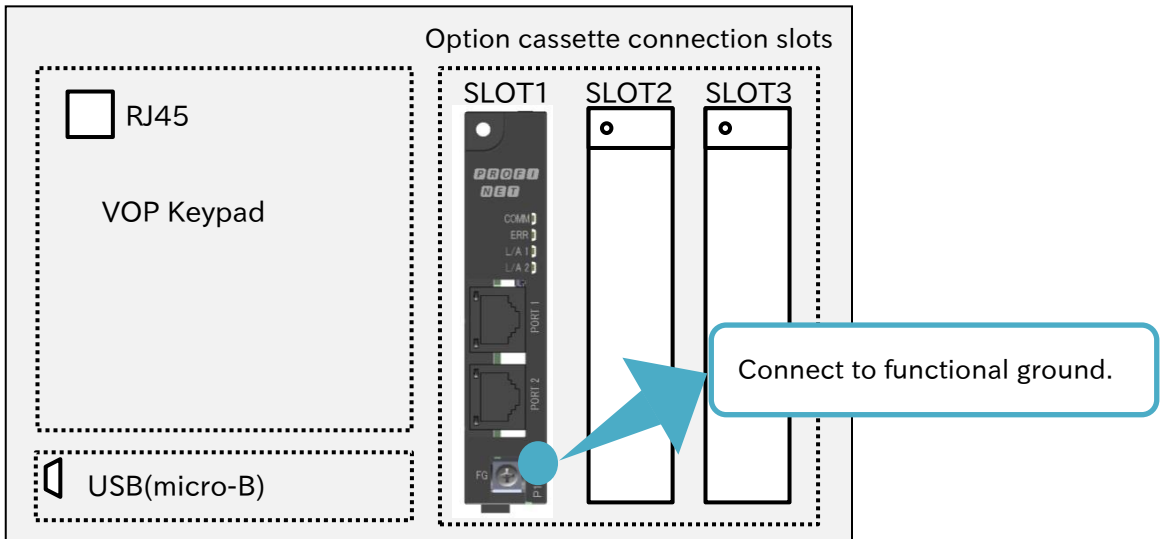 Option cassette connection slots
RJ45
VOP Keypad
USB(micro-B)
SLOT1
SLOT2
SLOT3
PROFI
NET
COMM
ERR
L/A 1
L/A 2
PORT 1
PORT 2
FG
Connect to functional ground.